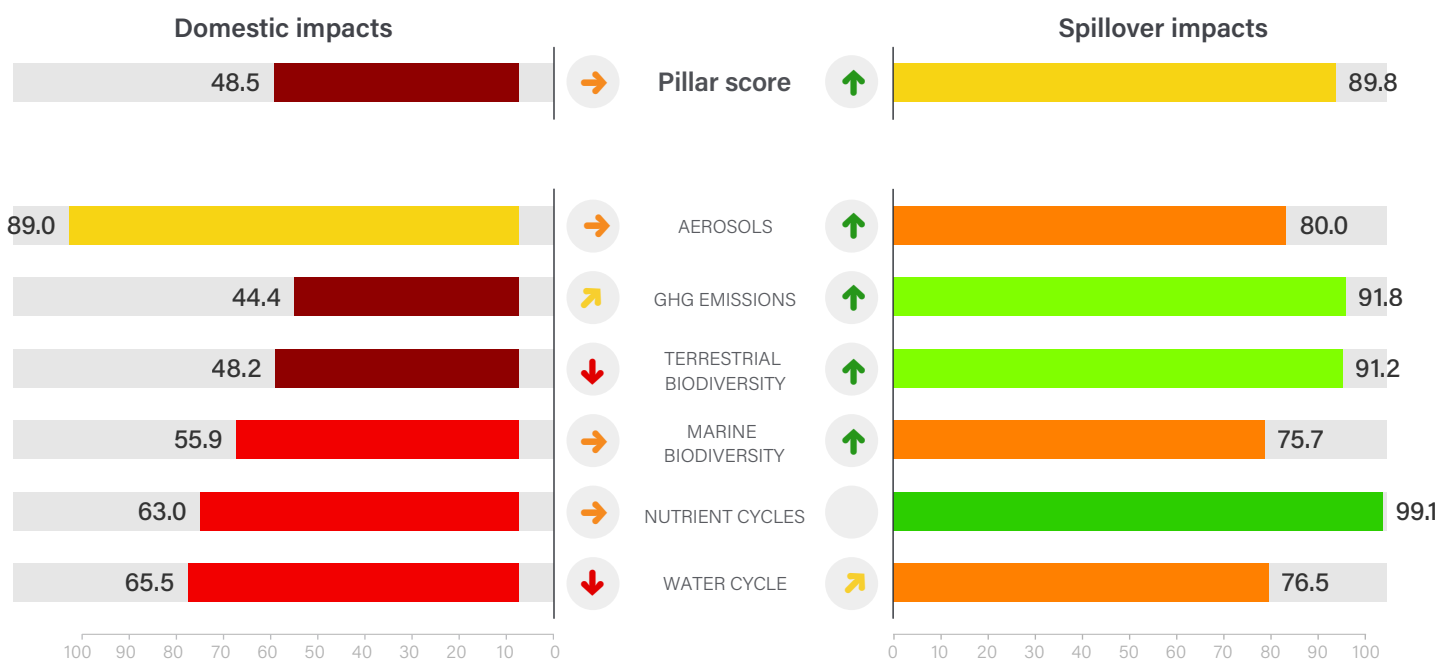 Domestic impacts
Spillover impacts
48.5
Pillar score
89.8
89.0
AEROSOLS
80.0
44.4
GHG EMISSIONS
91.8
48.2
TERRESTRIAL
BIODIVERSITY
91.2
55.9
MARINE
BIODIVERSITY
75.7
63.0
NUTRIENT CYCLES
99.1
65.5
WATER CYCLE
76.5
100 90 80 70 60 50 40 30 20 10 0
0 10 20 30 40 50 60 70 80 90 100